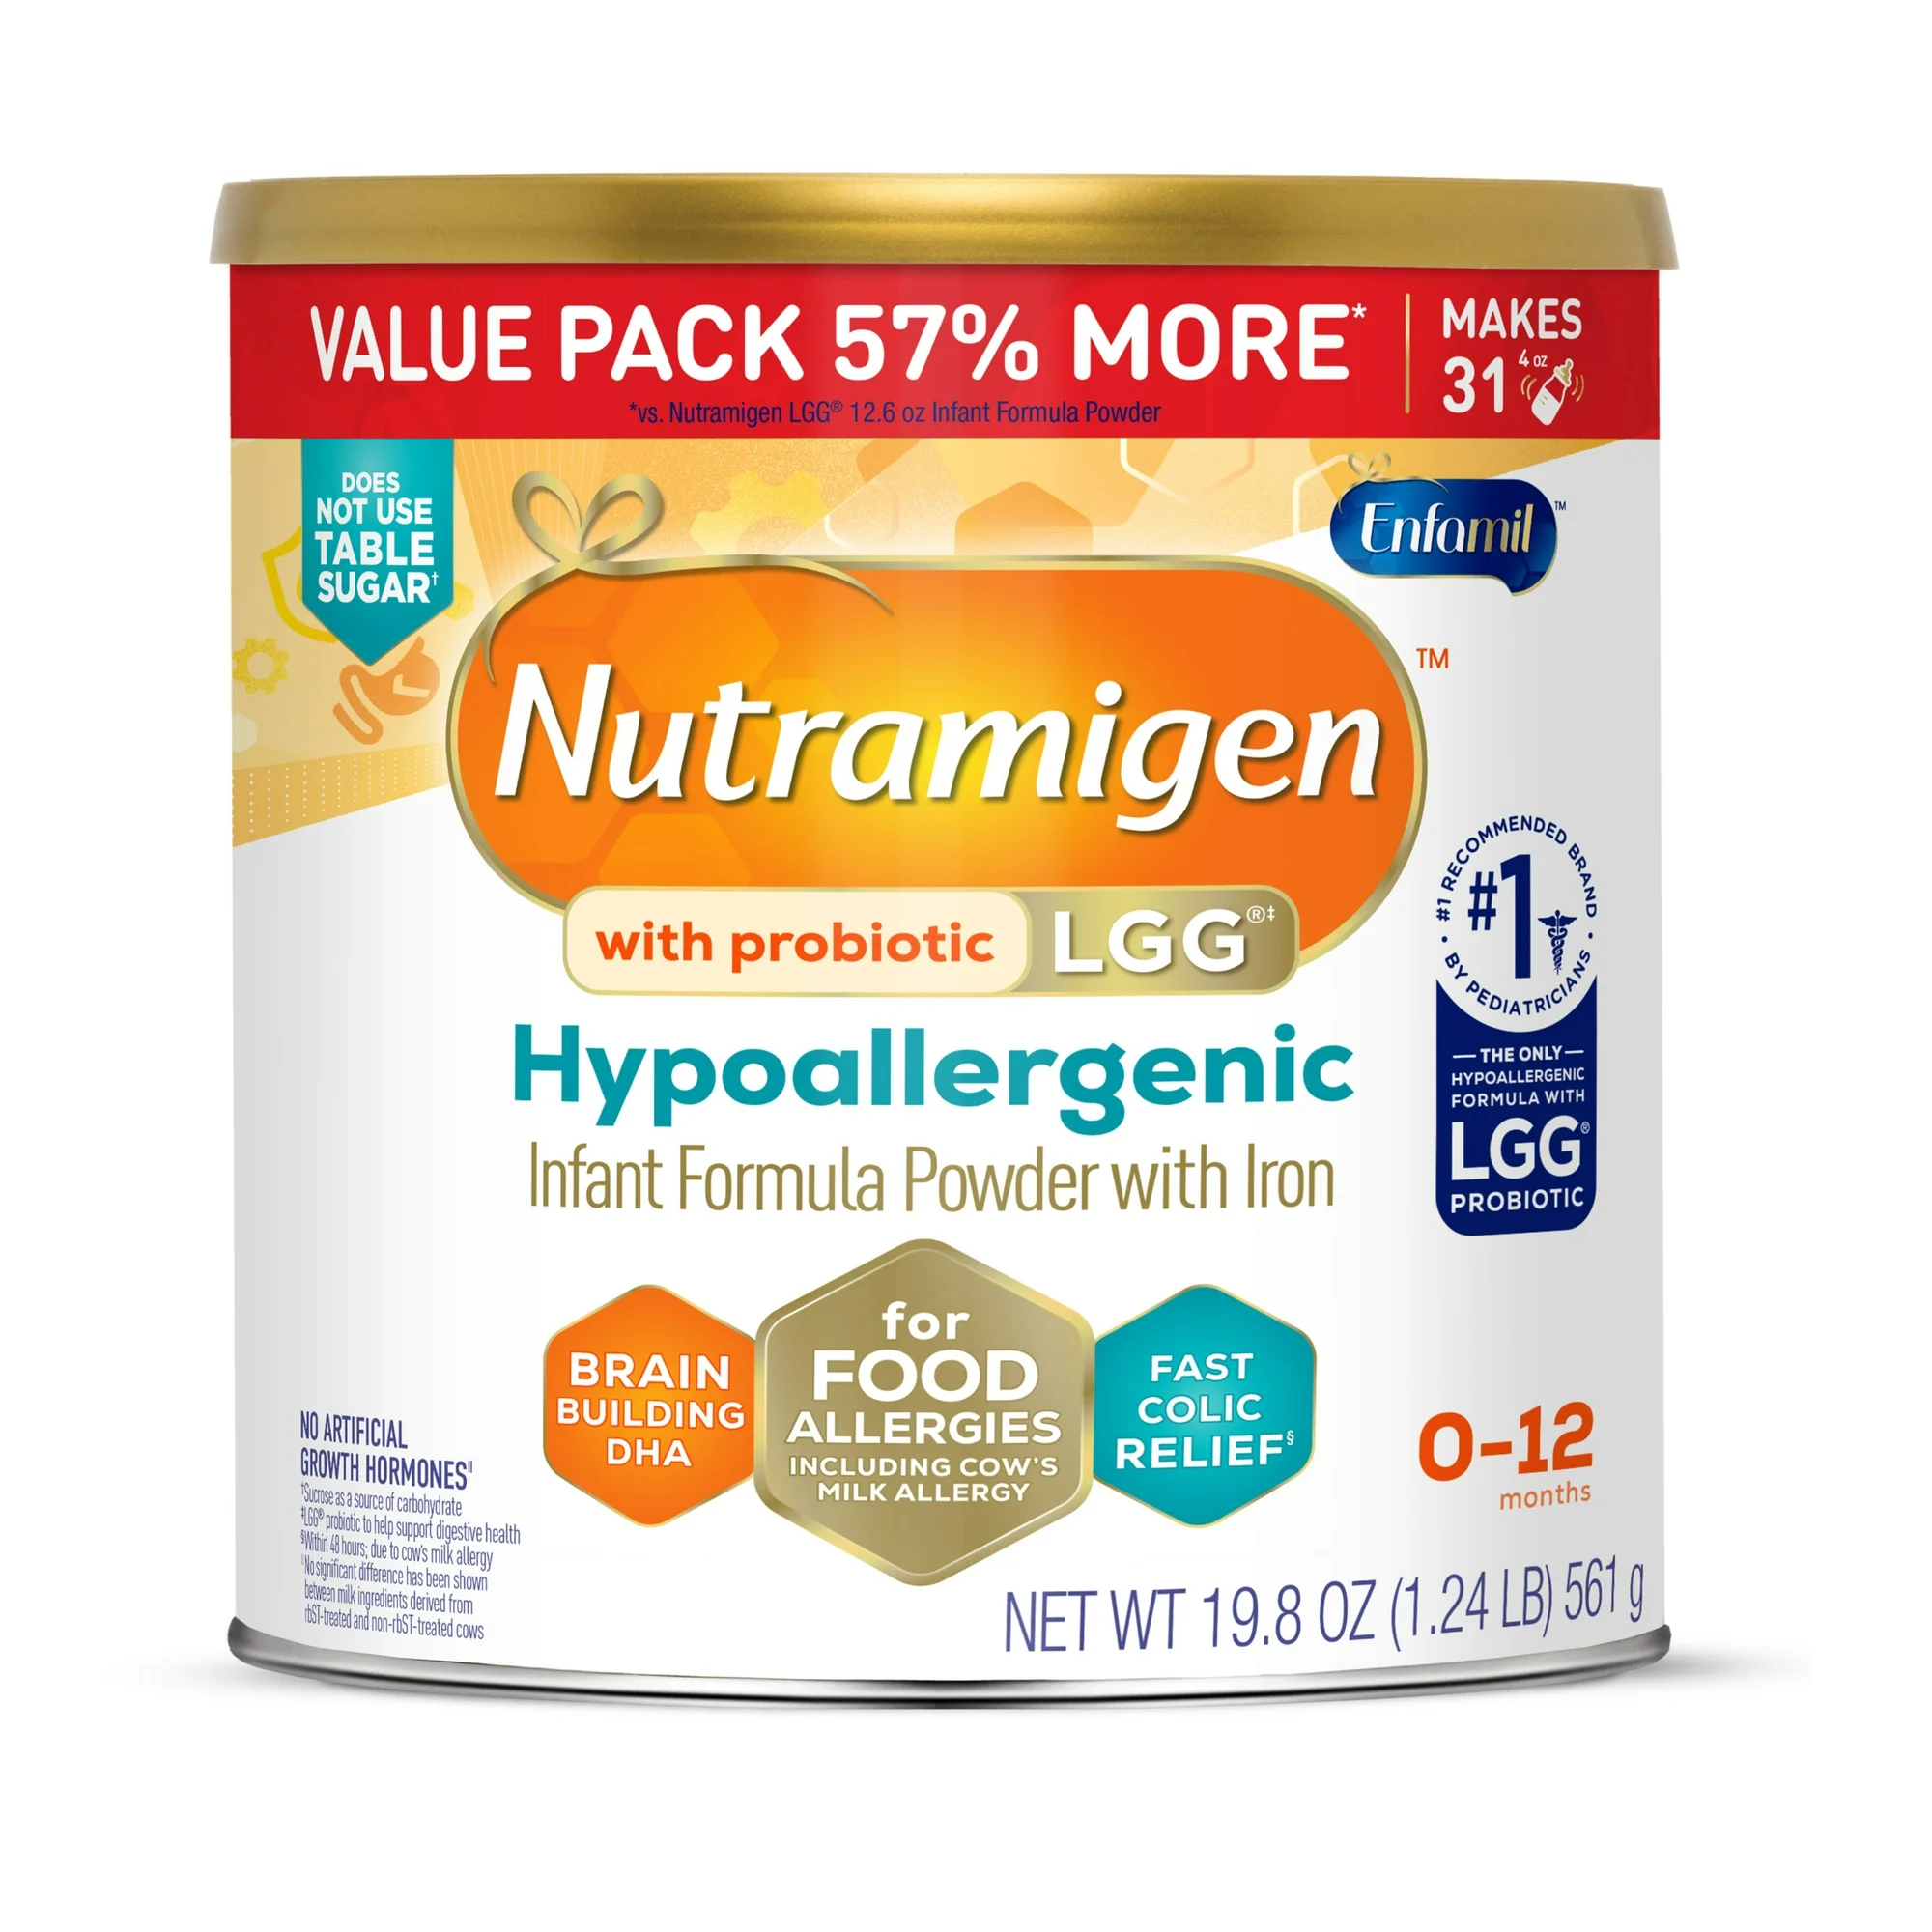 VALUE PACK 57% MORE*
*vs. Nutramigen LGG® 12.6 oz Infant Formula Powder
MAKES
31 4 oz
DOES
NOT USE
TABLE
SUGAR†
Enfamil™
Nutramigen™
with probiotic LGG®‡
Hypoallergenic
Infant Formula Powder with Iron
#1 RECOMMENDED BRAND
• BY PEDIATRICIANS •
#1
THE ONLY
HYPOALLERGENIC
FORMULA WITH
LGG®
PROBIOTIC
BRAIN
BUILDING
DHA
for
FOOD
ALLERGIES
INCLUDING COW'S
MILK ALLERGY
FAST
COLIC
RELIEF§
0-12
months
NO ARTIFICIAL
GROWTH HORMONES"
†Sucrose as a source of carbohydrate
‡LGG® probiotic to help support digestive health
§Within 48 hours; due to cow's milk allergy
"No significant difference has been shown
between milk ingredients derived from
rbST-treated and non-rbST-treated cows
NET WT 19.8 OZ (1.24 LB) 561 g